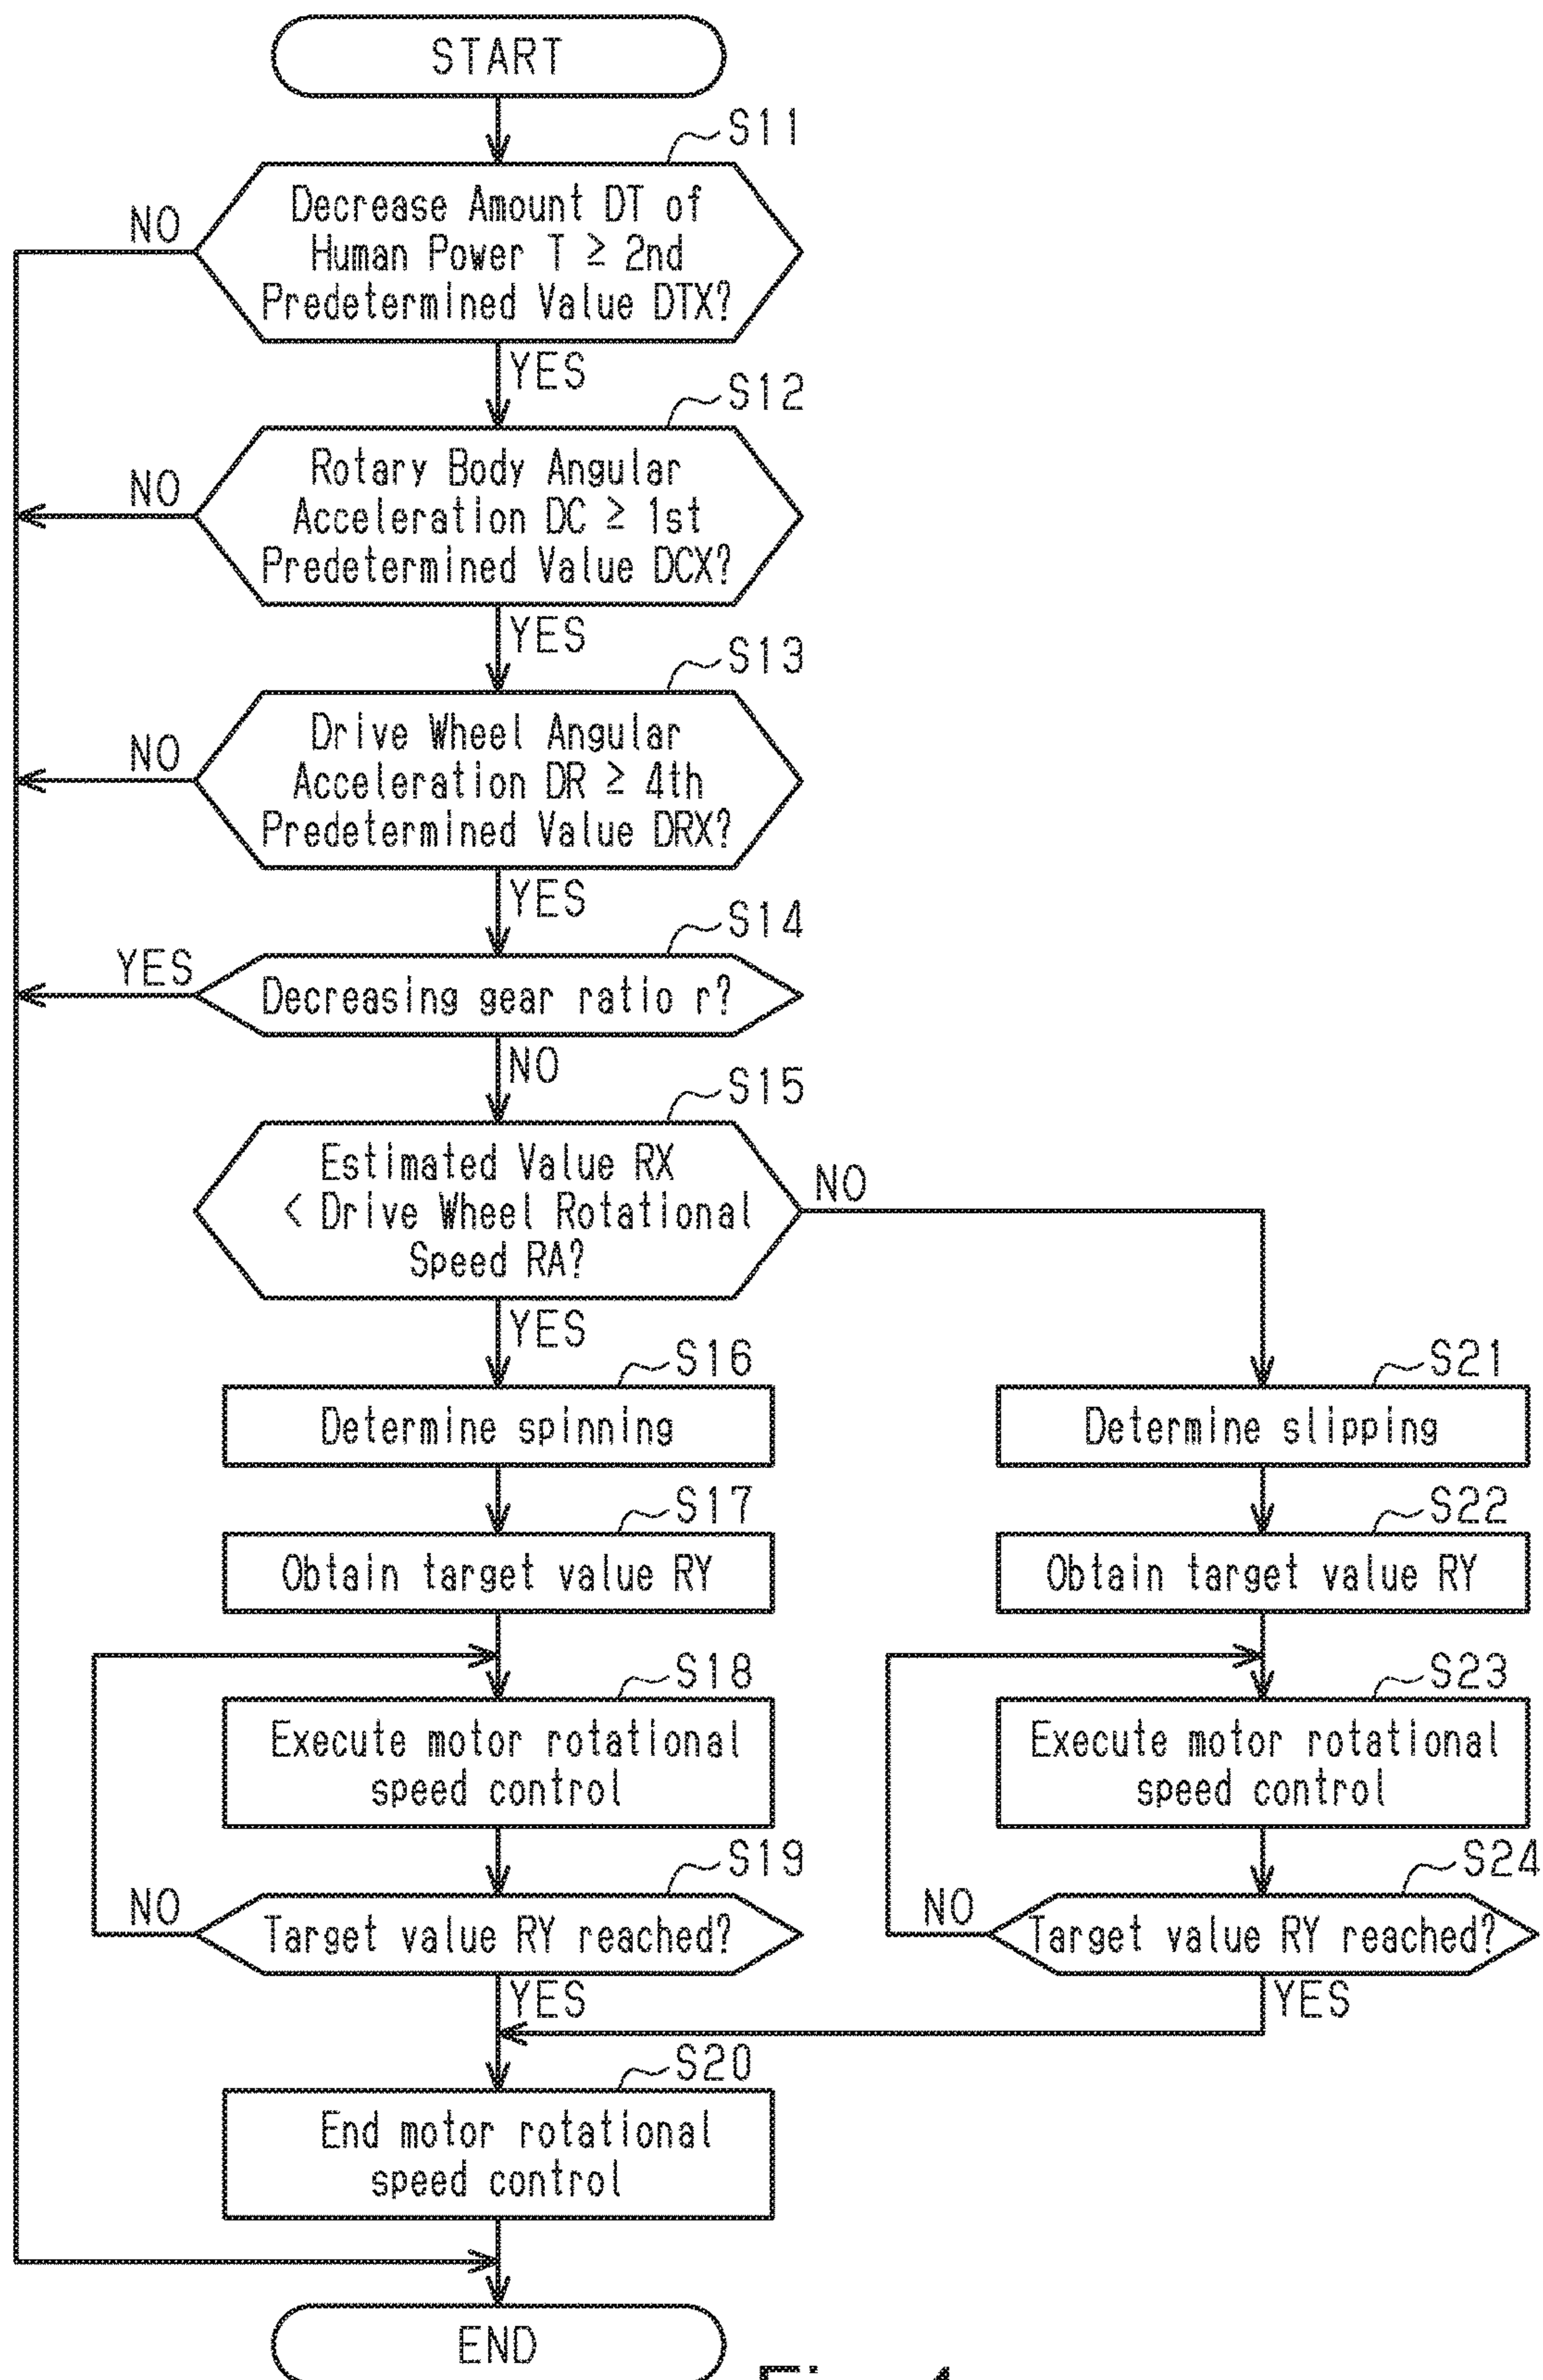 START
S11
Decrease Amount DT of
Human Power T ≥ 2nd
Predetermined Value DTX?
NO
YES
S12
Rotary Body Angular
Acceleration DC ≥ 1st
Predetermined Value DCX?
NO
YES
S13
Drive Wheel Angular
Acceleration DR ≥ 4th
Predetermined Value DRX?
NO
YES
S14
Decreasing gear ratio r?
YES
NO
S15
Estimated Value RX
< Drive Wheel Rotational
Speed RA?
NO
YES
S16
Determine spinning
S21
Determine slipping
S17
Obtain target value RY
S22
Obtain target value RY
S18
Execute motor rotational
speed control
S23
Execute motor rotational
speed control
S19
Target value RY reached?
NO
YES
S24
Target value RY reached?
NO
YES
S20
End motor rotational
speed control
END